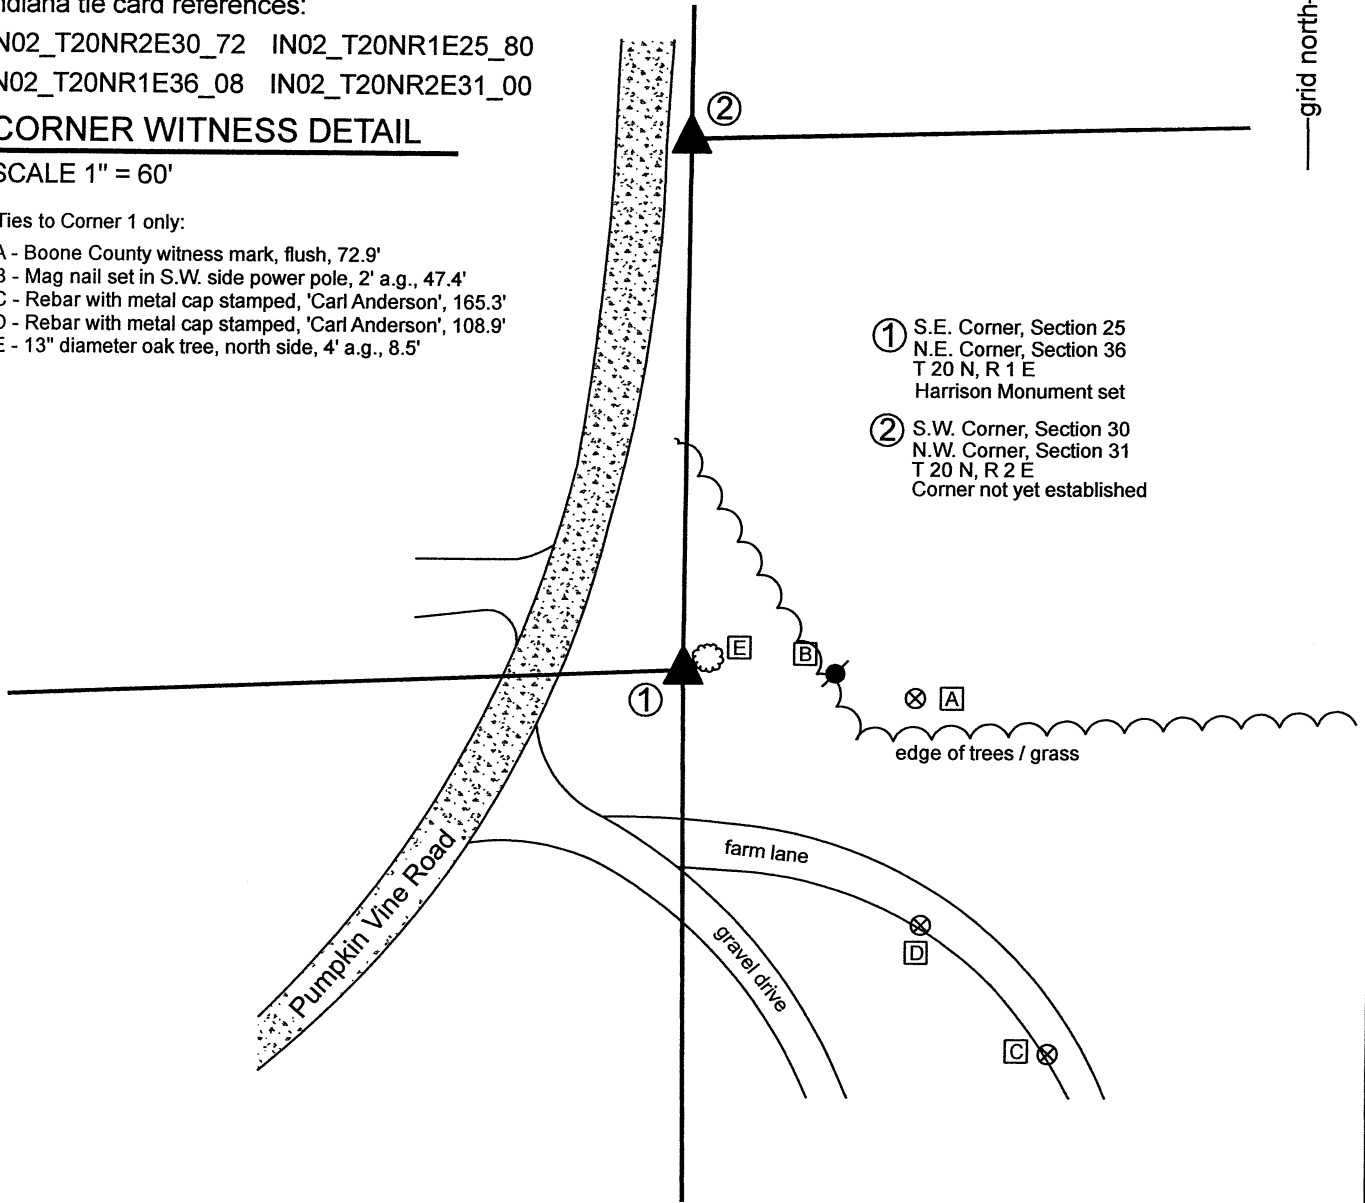 ndiana tie card references:
N02_T20NR2E30_72 IN02_T20NR1E25_80
N02_T20NR1E36_08 IN02_T20NR2E31_00
CORNER WITNESS DETAIL
SCALE 1" = 60'
Ties to Corner 1 only:
A - Boone County witness mark, flush, 72.9'
B - Mag nail set in S.W. side power pole, 2' a.g., 47.4'
C - Rebar with metal cap stamped, 'Carl Anderson', 165.3'
D - Rebar with metal cap stamped, 'Carl Anderson', 108.9'
E - 13" diameter oak tree, north side, 4' a.g., 8.5'
2
grid north-
1 S.E. Corner, Section 25
N.E. Corner, Section 36
T 20 N, R 1 E
Harrison Monument set
2 S.W. Corner, Section 30
N.W. Corner, Section 31
T 20 N, R 2 E
Corner not yet established
E
B
1
A
edge of trees / grass
farm lane
Pumpkin Vine Road
gravel drive
D
C